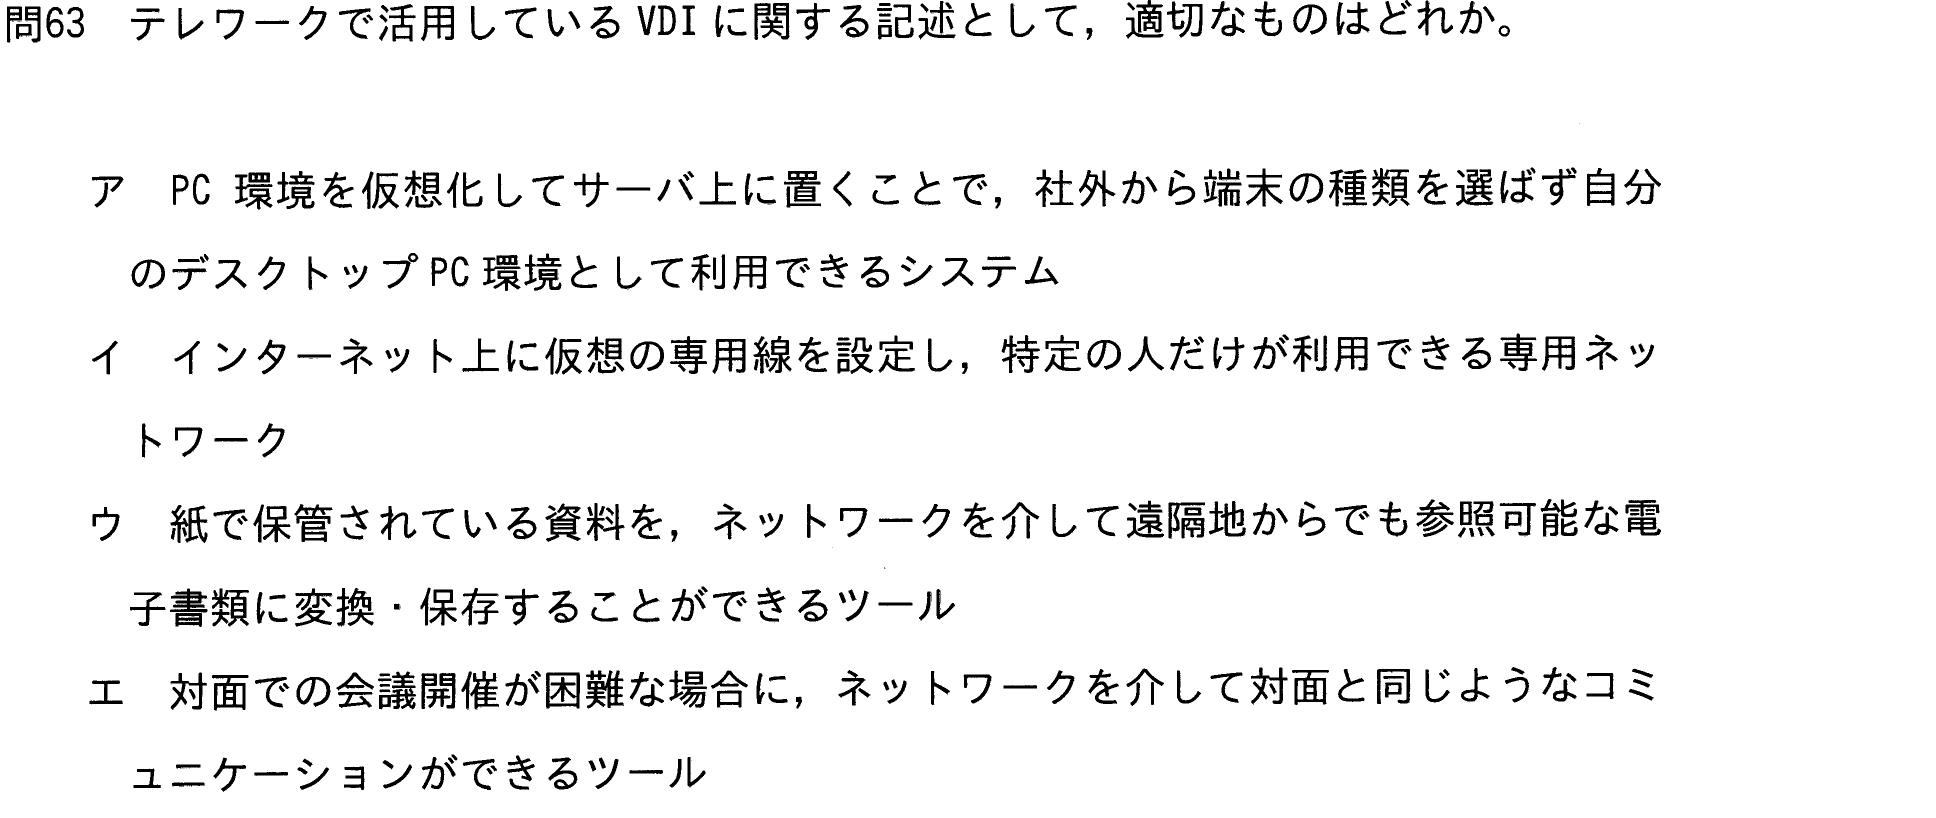 問63　テレワークで活用している VDI に関する記述として，適切なものはどれか。
ア　PC 環境を仮想化してサーバ上に置くことで，社外から端末の種類を選ばず自分
のデスクトップ PC 環境として利用できるシステム
イ　インターネット上に仮想の専用線を設定し，特定の人だけが利用できる専用ネッ
トワーク
ウ　紙で保管されている資料を，ネットワークを介して遠隔地からでも参照可能な電
子書類に変換・保存することができるツール
エ　対面での会議開催が困難な場合に，ネットワークを介して対面と同じようなコミ
ュニケーションができるツール